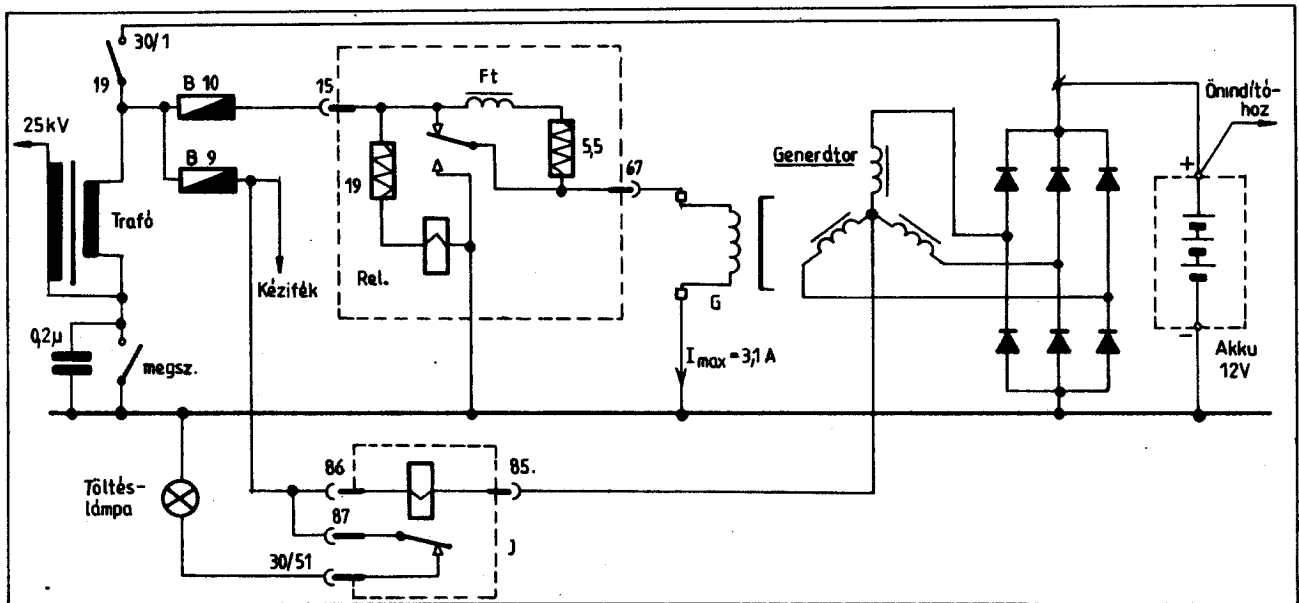 30/1
19
B 10
15
Ft
25kV
B 9
19
5,5
67
Generátor
Önindító-
hoz
+
Trafó
Kézifék
Rel.
G
0,2µ
megsz.
I max = 3,1 A
-
Akku
12V
86
85.
Töltés-
lámpa
87
30/51
J